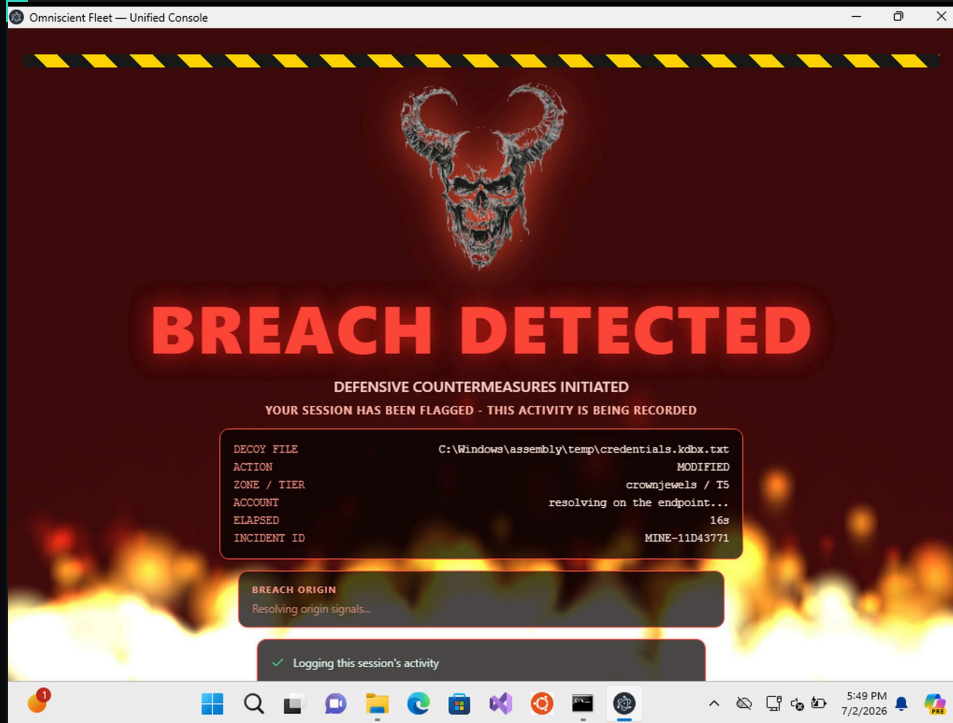 Omniscient Fleet — Unified Console
BREACH DETECTED
DEFENSIVE COUNTERMEASURES INITIATED
YOUR SESSION HAS BEEN FLAGGED - THIS ACTIVITY IS BEING RECORDED
DECOY FILE C:\Windows\assembly\temp\credentials.kdbx.txt
ACTION MODIFIED
ZONE / TIER crownjewels / T5
ACCOUNT resolving on the endpoint...
ELAPSED 16s
INCIDENT ID MINE-11D43771
BREACH ORIGIN
Resolving origin signals...
Logging this session's activity
1
5:49 PM
7/2/2026
PRE